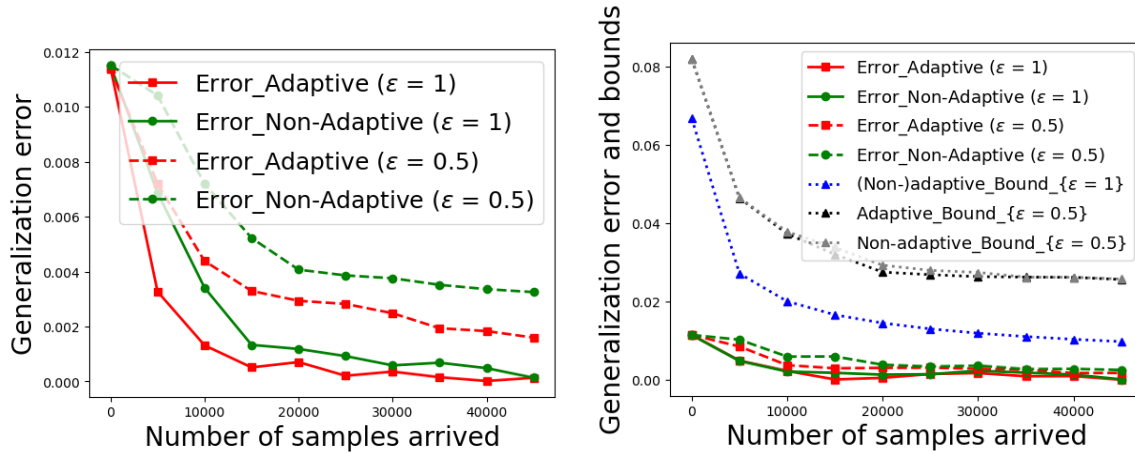 Generalization error
0.012
0.010
0.008
0.006
0.004
0.002
0.000
Error_Adaptive (ε = 1)
Error_Non-Adaptive (ε = 1)
Error_Adaptive (ε = 0.5)
Error_Non-Adaptive (ε = 0.5)
0 10000 20000 30000 40000
Number of samples arrived
Generalization error and bounds
0.08
0.06
0.04
0.02
0.00
Error_Adaptive (ε = 1)
Error_Non-Adaptive (ε = 1)
Error_Adaptive (ε = 0.5)
Error_Non-Adaptive (ε = 0.5)
(Non-)adaptive_Bound_{ε = 1}
Adaptive_Bound_{ε = 0.5}
Non-adaptive_Bound_{ε = 0.5}
0 10000 20000 30000 40000
Number of samples arrived